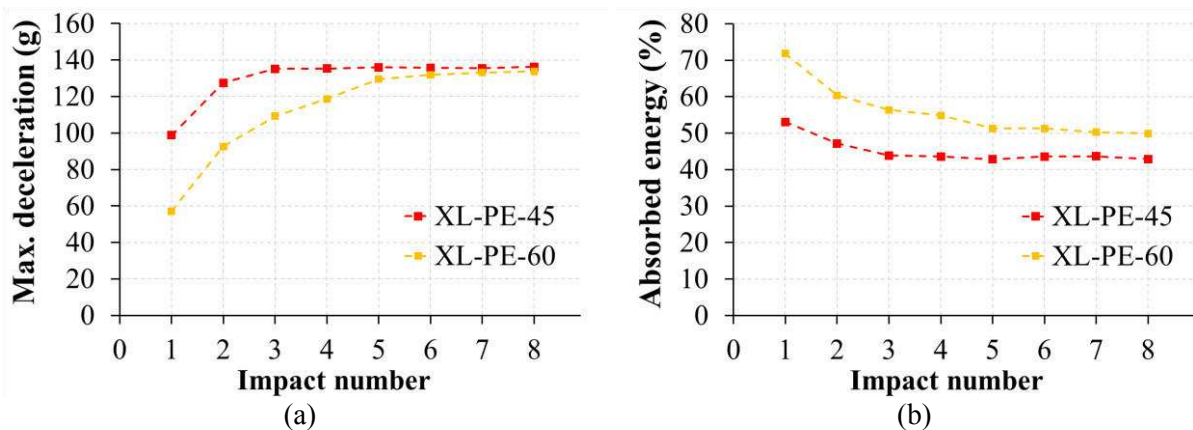 Max. deceleration (g)
160
140
120
100
80
60
40
20
0
XL-PE-45
XL-PE-60
0 1 2 3 4 5 6 7 8
Impact number
(a)
Absorbed energy (%)
80
70
60
50
40
30
20
10
0
XL-PE-45
XL-PE-60
0 1 2 3 4 5 6 7 8
Impact number
(b)